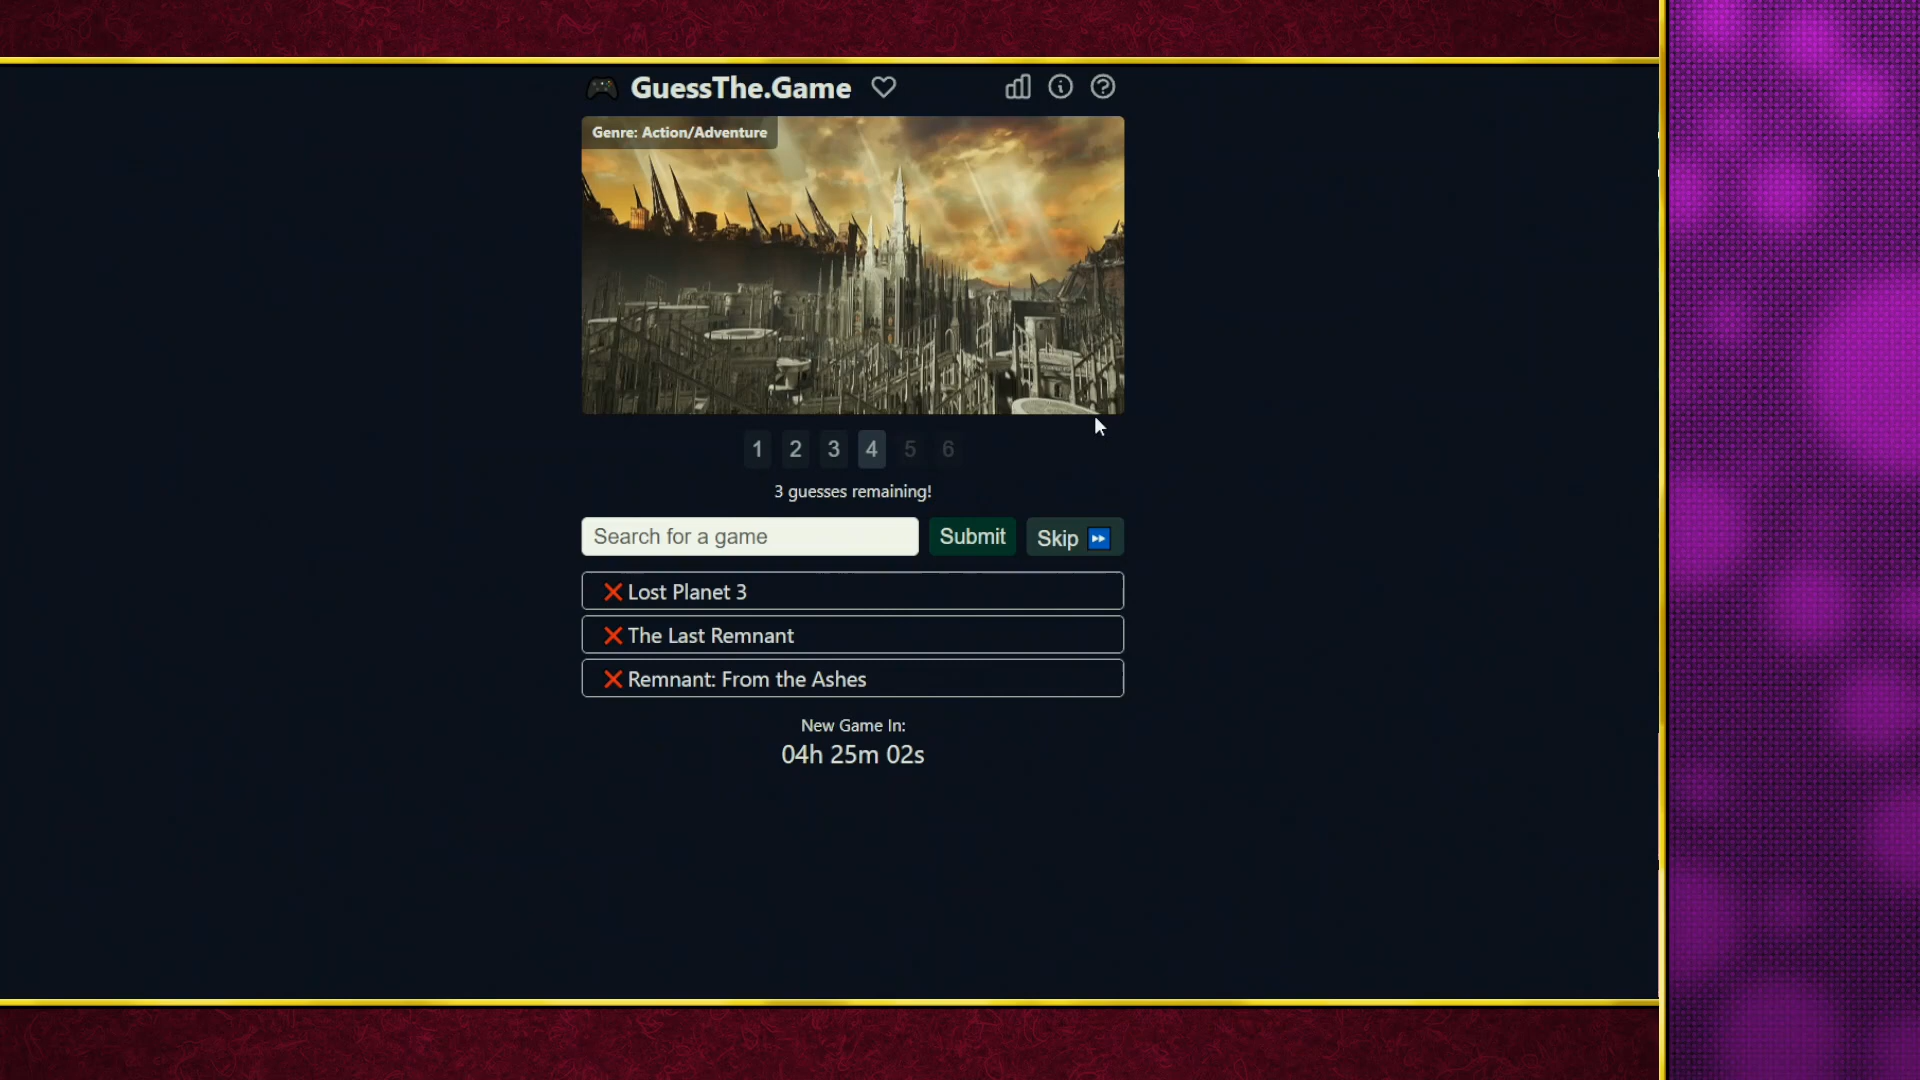 GuessThe.Game
Genre: Action/Adventure
1 2 3 4 5 6
3 guesses remaining!
Search for a game
Submit
Skip
Lost Planet 3
The Last Remnant
Remnant: From the Ashes
New Game In:
04h 25m 02s